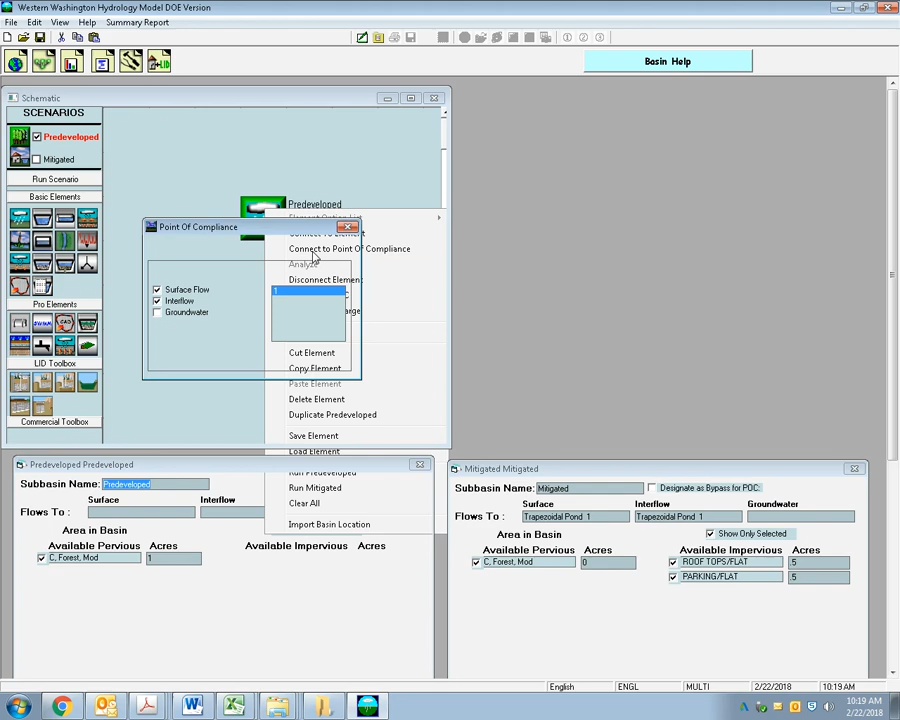 Western Washington Hydrology Model DOE Version
File Edit View Help Summary Report
Basin Help
Schematic
SCENARIOS
Predeveloped
Mitigated
Run Scenario
Basic Elements
Pro Elements
LID Toolbox
Commercial Toolbox
Predeveloped
Point Of Compliance
Surface Flow
Interflow
Groundwater
1
Connect to Point Of Compliance
Analyze
Disconnect Element
Cut Element
Copy Element
Paste Element
Delete Element
Duplicate Predeveloped
Save Element
Load Element
Run Predeveloped
Run Mitigated
Clear All
Import Basin Location
Predeveloped Predeveloped
Subbasin Name: Predeveloped
Surface Interflow
Flows To :
Area in Basin
Available Pervious Acres Available Impervious Acres
C, Forest, Mod 1
Mitigated Mitigated
Subbasin Name: Mitigated Designate as Bypass for POC:
Surface Interflow Groundwater
Flows To : Trapezoidal Pond 1 Trapezoidal Pond 1
Area in Basin Show Only Selected
Available Pervious Acres Available Impervious Acres
C, Forest, Mod 0 ROOF TOPS/FLAT .5
PARKING/FLAT .5
English ENGL MULTI 2/22/2018 10:19 AM
10:19 AM
2/22/2018